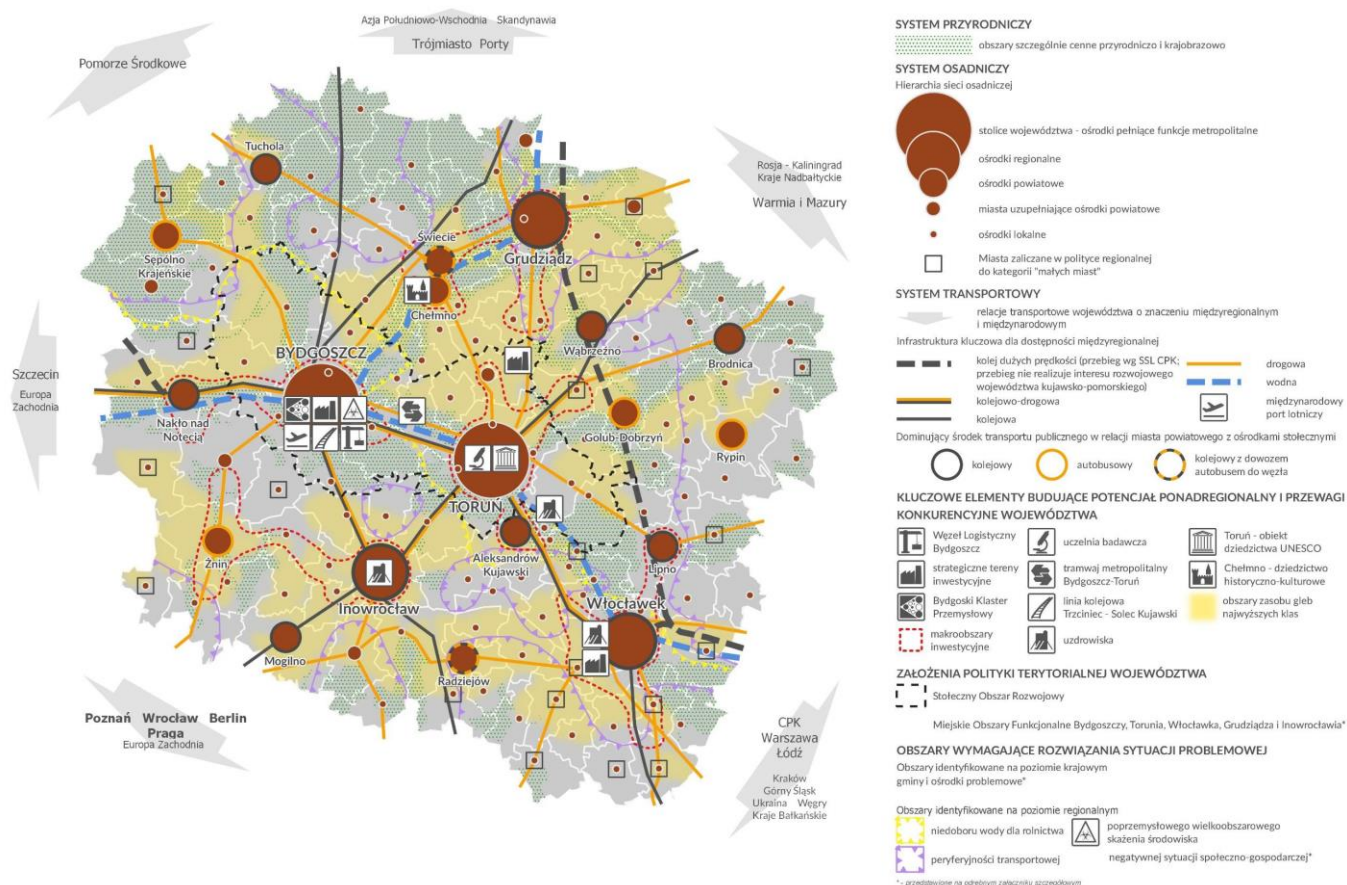 Azja Południowo-Wschodnia Skandynawia
Trójmiasto Porty
Pomorze Środkowe
Rosja - Kaliningrad
Kraje Nadbałtyckie
Warmia i Mazury
Szczecin
Europa
Zachodnia
Poznań Wrocław Berlin
Praga
Europa Zachodnia
CPK
Warszawa
Łódź
Kraków
Górny Śląsk
Ukraina Węgry
Kraje Bałkańskie
Tuchola
Sępólno
Krajeńskie
Świecie
Grudziądz
Chełmno
BYDGOSZCZ
Wąbrzeźno
Brodnica
Nakło nad
Notecią
Golub-Dobrzyń
Rypin
TORUŃ
Żnin
Aleksandrów
Kujawski
Lipno
Inowrocław
Włocławek
Mogilno
Radziejów
SYSTEM PRZYRODNICZY
obszary szczególnie cenne przyrodniczo i krajobrazowo
SYSTEM OSADNICZY
Hierarchia sieci osadniczej
stolice województwa - ośrodki pełniące funkcje metropolitalne
ośrodki regionalne
ośrodki powiatowe
miasta uzupełniające ośrodki powiatowe
ośrodki lokalne
Miasta zaliczane w polityce regionalnej
do kategorii "małych miast"
SYSTEM TRANSPORTOWY
relacje transportowe województwa o znaczeniu międzyregionalnym
i międzynarodowym
Infrastruktura kluczowa dla dostępności międzyregionalnej
kolej dużych prędkości (przebieg wg SSL CPK;
przebieg nie realizuje interesu rozwojowego
województwa kujawsko-pomorskiego)
kolejowo-drogowa
kolejowa
drogowa
wodna
międzynarodowy
port lotniczy
Dominujący środek transportu publicznego w relacji miasta powiatowego z ośrodkami stołecznymi
kolejowy
autobusowy
kolejowy z dowozem
autobusem do węzła
KLUCZOWE ELEMENTY BUDUJĄCE POTENCJAŁ PONADREGIONALNY I PRZEWAGI
KONKURENCYJNE WOJEWÓDZTWA
Węzeł Logistyczny
Bydgoszcz
uczelnia badawcza
Toruń - obiekt
dziedzictwa UNESCO
strategiczne tereny
inwestycyjne
tramwaj metropolitalny
Bydgoszcz-Toruń
Chełmno - dziedzictwo
historyczno-kulturowe
Bydgoski Klaster
Przemysłowy
linia kolejowa
Trzciniec - Solec Kujawski
obszary zasobu gleb
najwyższych klas
makroobszary
inwestycyjne
uzdrowiska
ZAŁOŻENIA POLITYKI TERYTORIALNEJ WOJEWÓDZTWA
Stołeczny Obszar Rozwojowy
Miejskie Obszary Funkcjonalne Bydgoszczy, Torunia, Włocławka, Grudziądza i Inowrocławia*
OBSZARY WYMAGAJĄCE ROZWIĄZANIA SYTUACJI PROBLEMOWEJ
Obszary identyfikowane na poziomie krajowym
gminy i ośrodki problemowe*
Obszary identyfikowane na poziomie regionalnym
niedoboru wody dla rolnictwa
poprzemysłowego wielkoobszarowego
skażenia środowiska
peryferyjności transportowej
negatywnej sytuacji społeczno-gospodarczej*
* - przedstawione na odrębnym załączniku szczegółowym